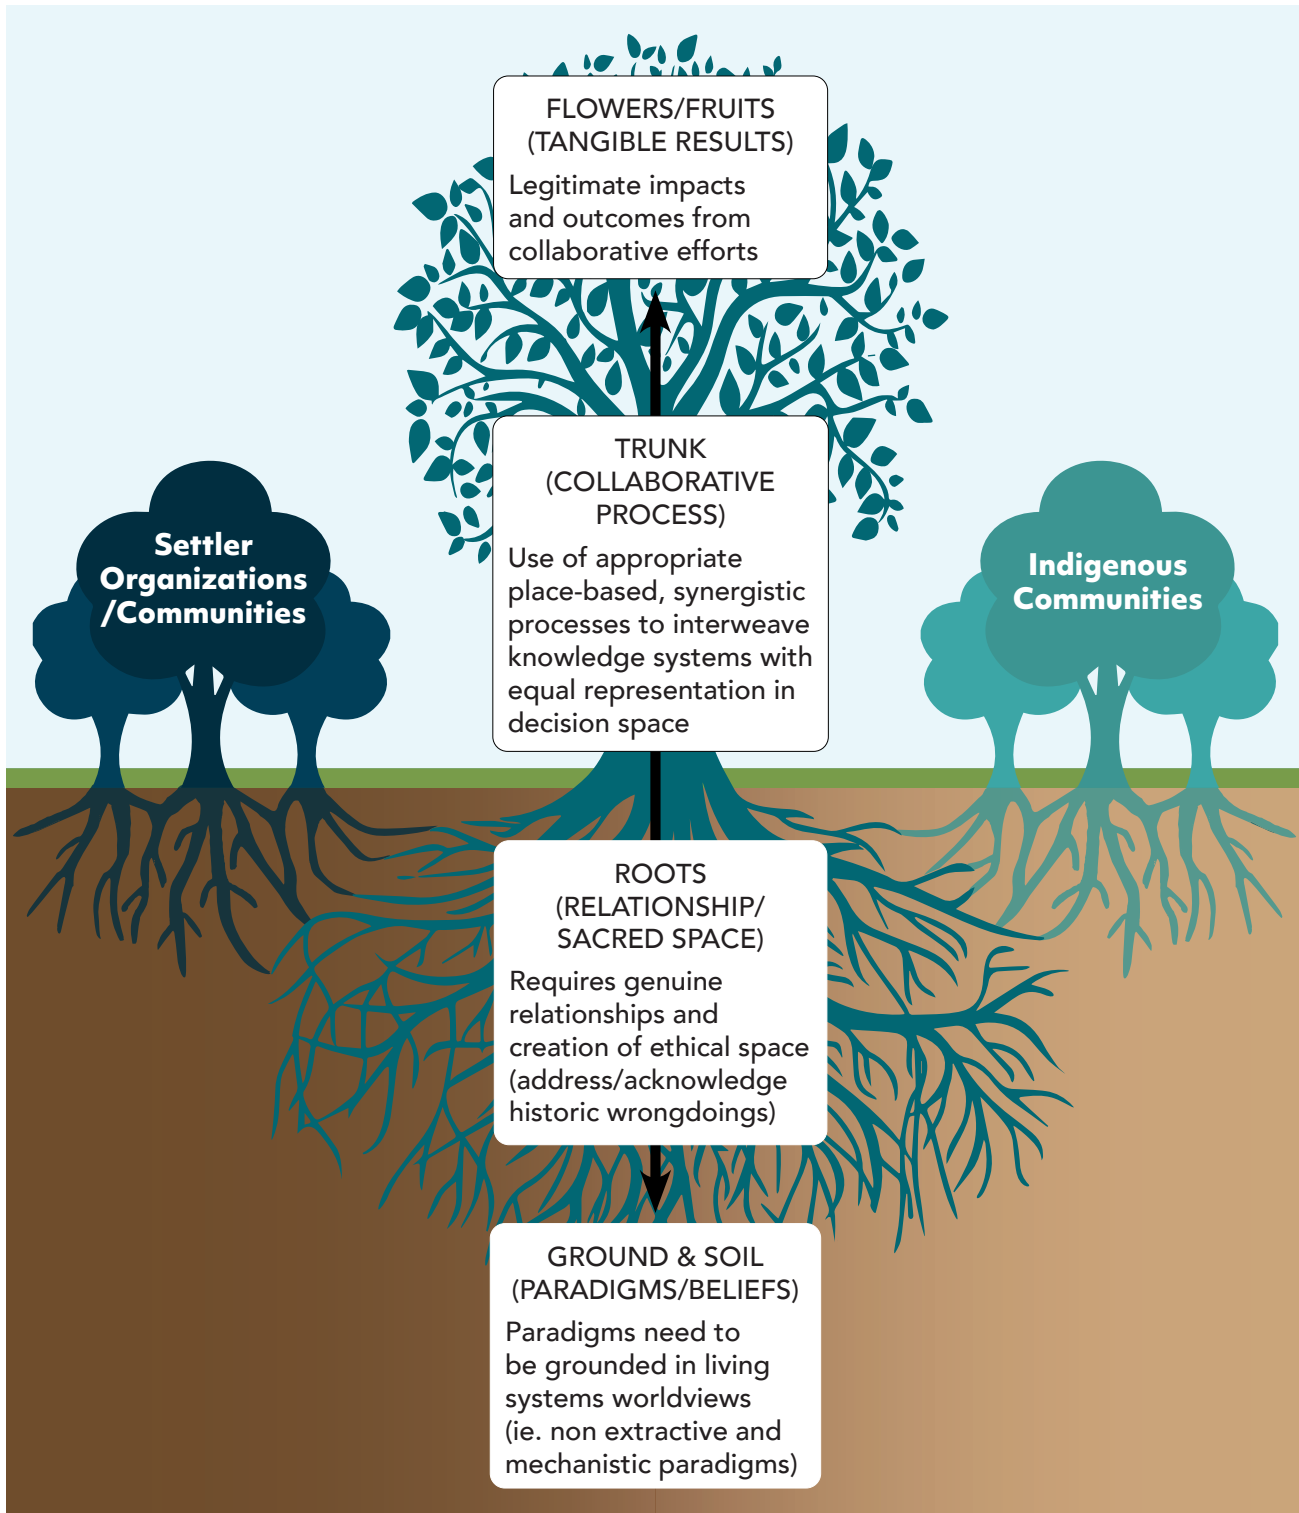 FLOWERS/FRUITS
(TANGIBLE RESULTS)
Legitimate impacts
and outcomes from
collaborative efforts
TRUNK
(COLLABORATIVE
PROCESS)
Use of appropriate
place-based, synergistic
processes to interweave
knowledge systems with
equal representation in
decision space
Settler
Organizations
/Communities
Indigenous
Communities
ROOTS
(RELATIONSHIP/
SACRED SPACE)
Requires genuine
relationships and
creation of ethical space
(address/acknowledge
historic wrongdoings)
GROUND & SOIL
(PARADIGMS/BELIEFS)
Paradigms need to
be grounded in living
systems worldviews
(ie. non extractive and
mechanistic paradigms)